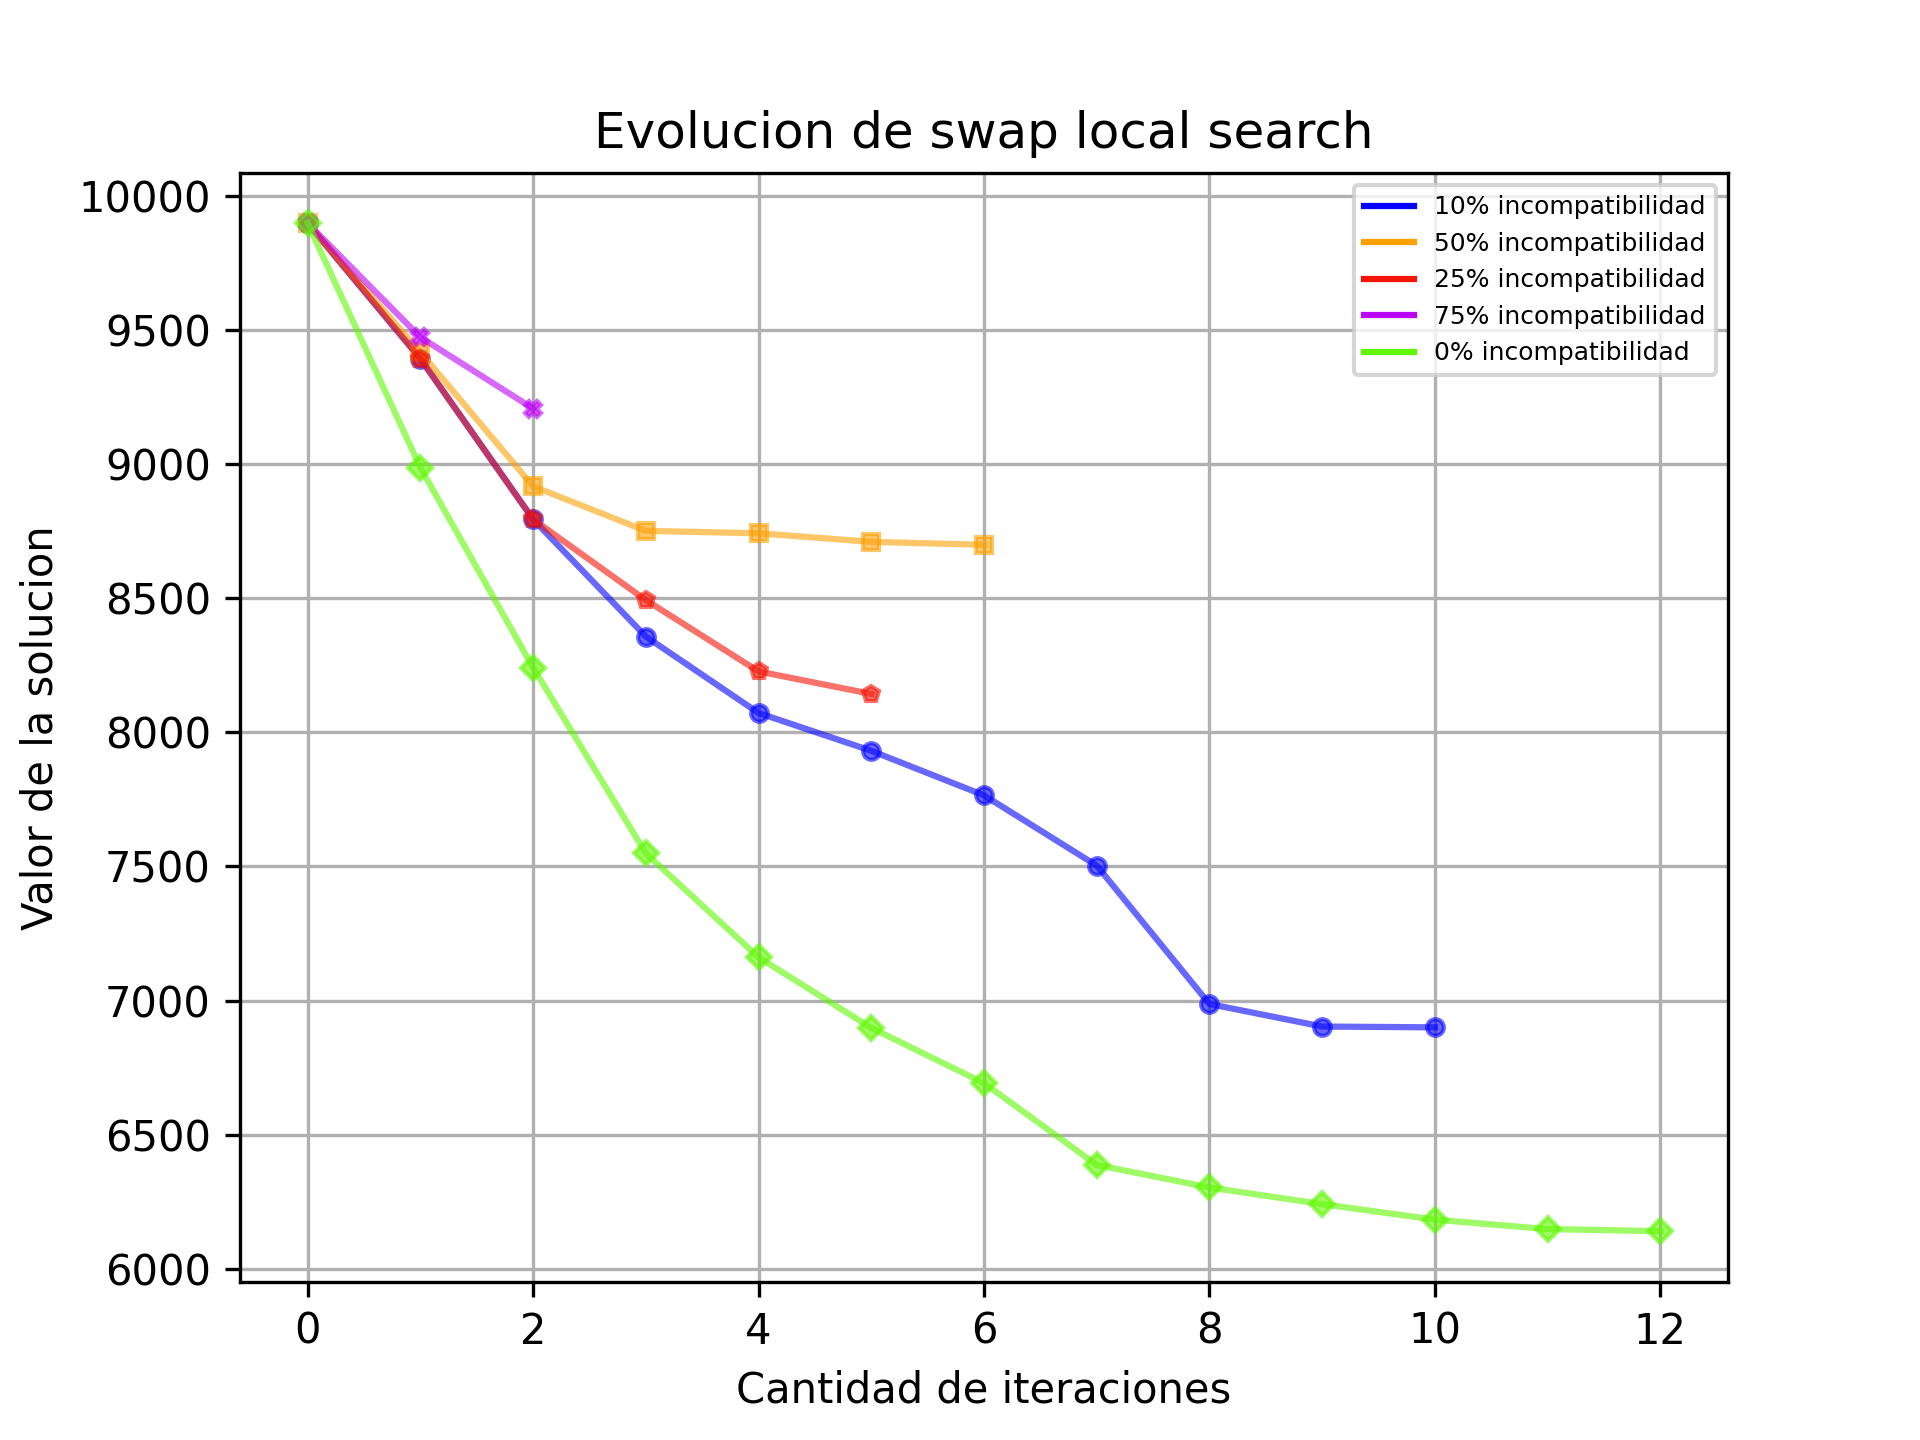 Evolucion de swap local search
10000
9500
9000
8500
8000
7500
7000
6500
6000
Valor de la solucion
10% incompatibilidad
50% incompatibilidad
25% incompatibilidad
75% incompatibilidad
0% incompatibilidad
0 2 4 6 8 10 12
Cantidad de iteraciones